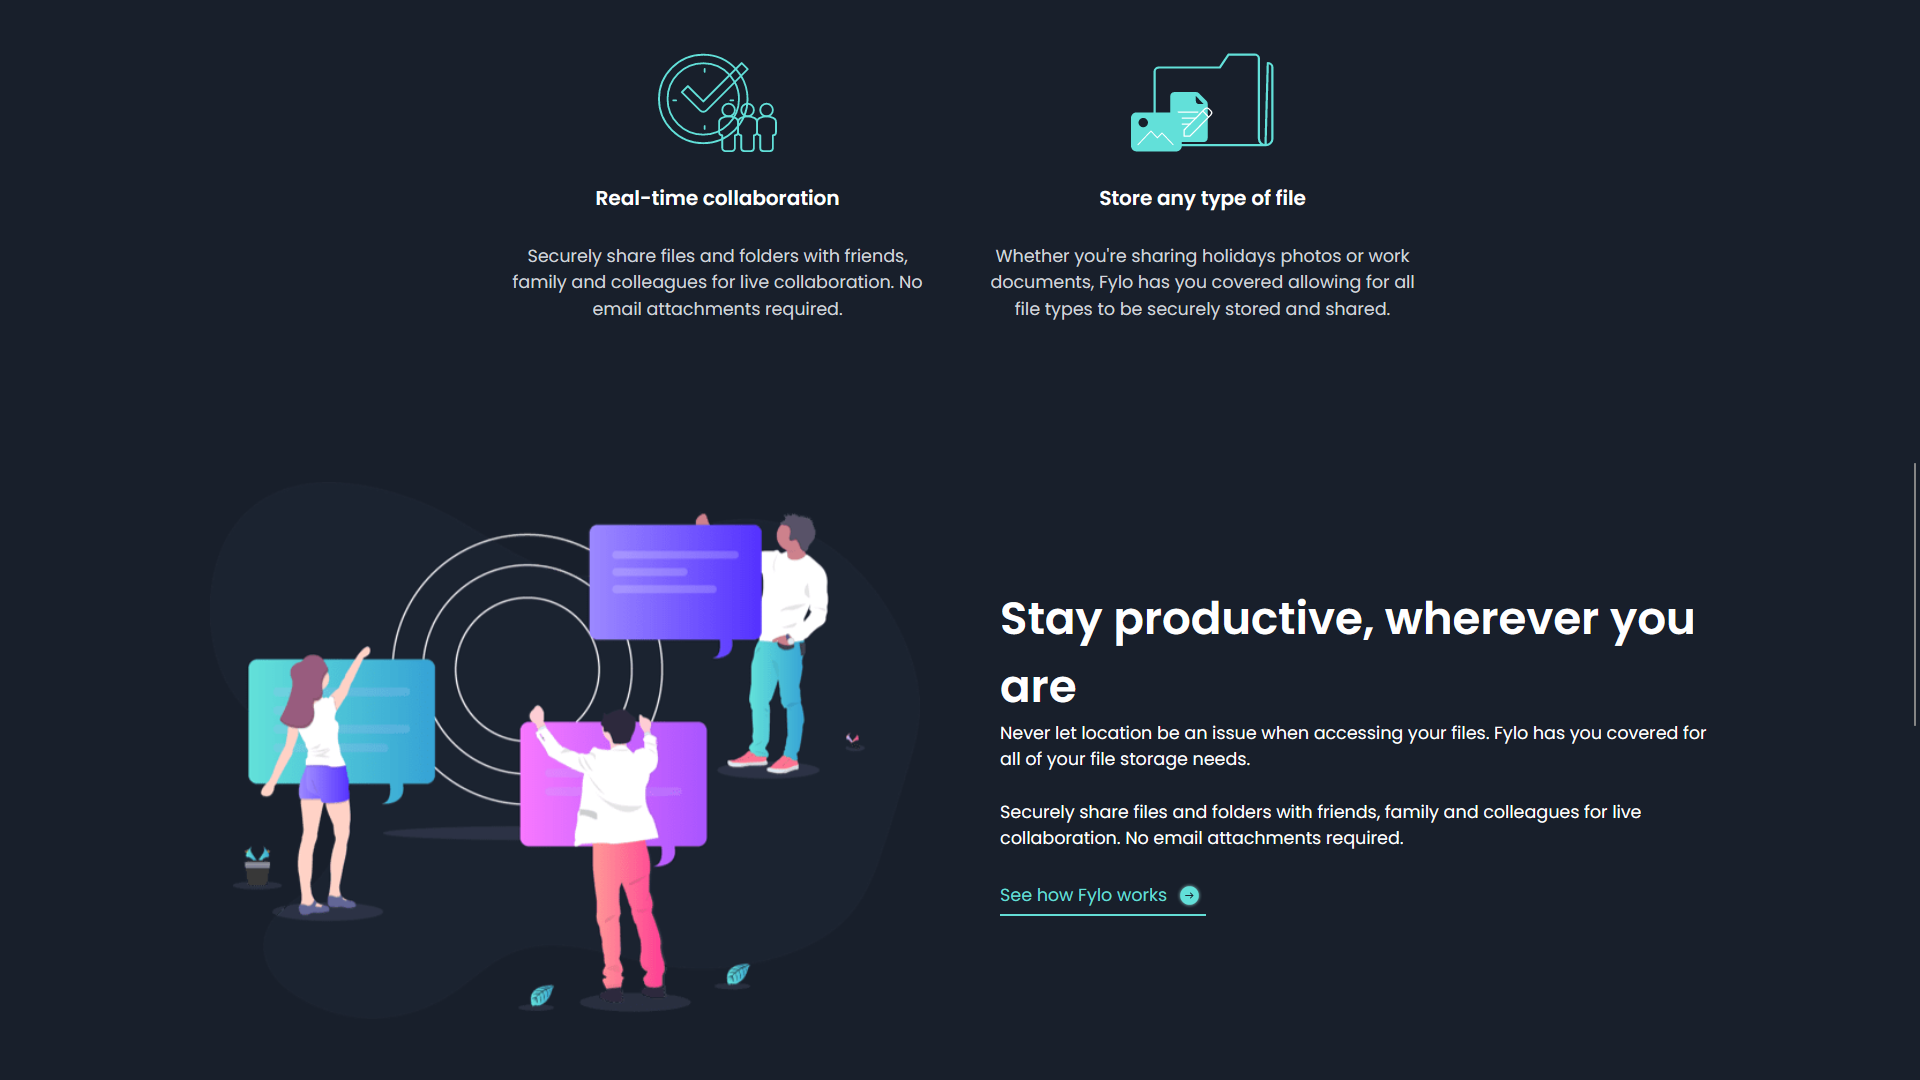 Real-time collaboration
Securely share files and folders with friends,
family and colleagues for live collaboration. No
email attachments required.
Store any type of file
Whether you're sharing holidays photos or work
documents, Fylo has you covered allowing for all
file types to be securely stored and shared.
Stay productive, wherever you
are
Never let location be an issue when accessing your files. Fylo has you covered for
all of your file storage needs.
Securely share files and folders with friends, family and colleagues for live
collaboration. No email attachments required.
See how Fylo works